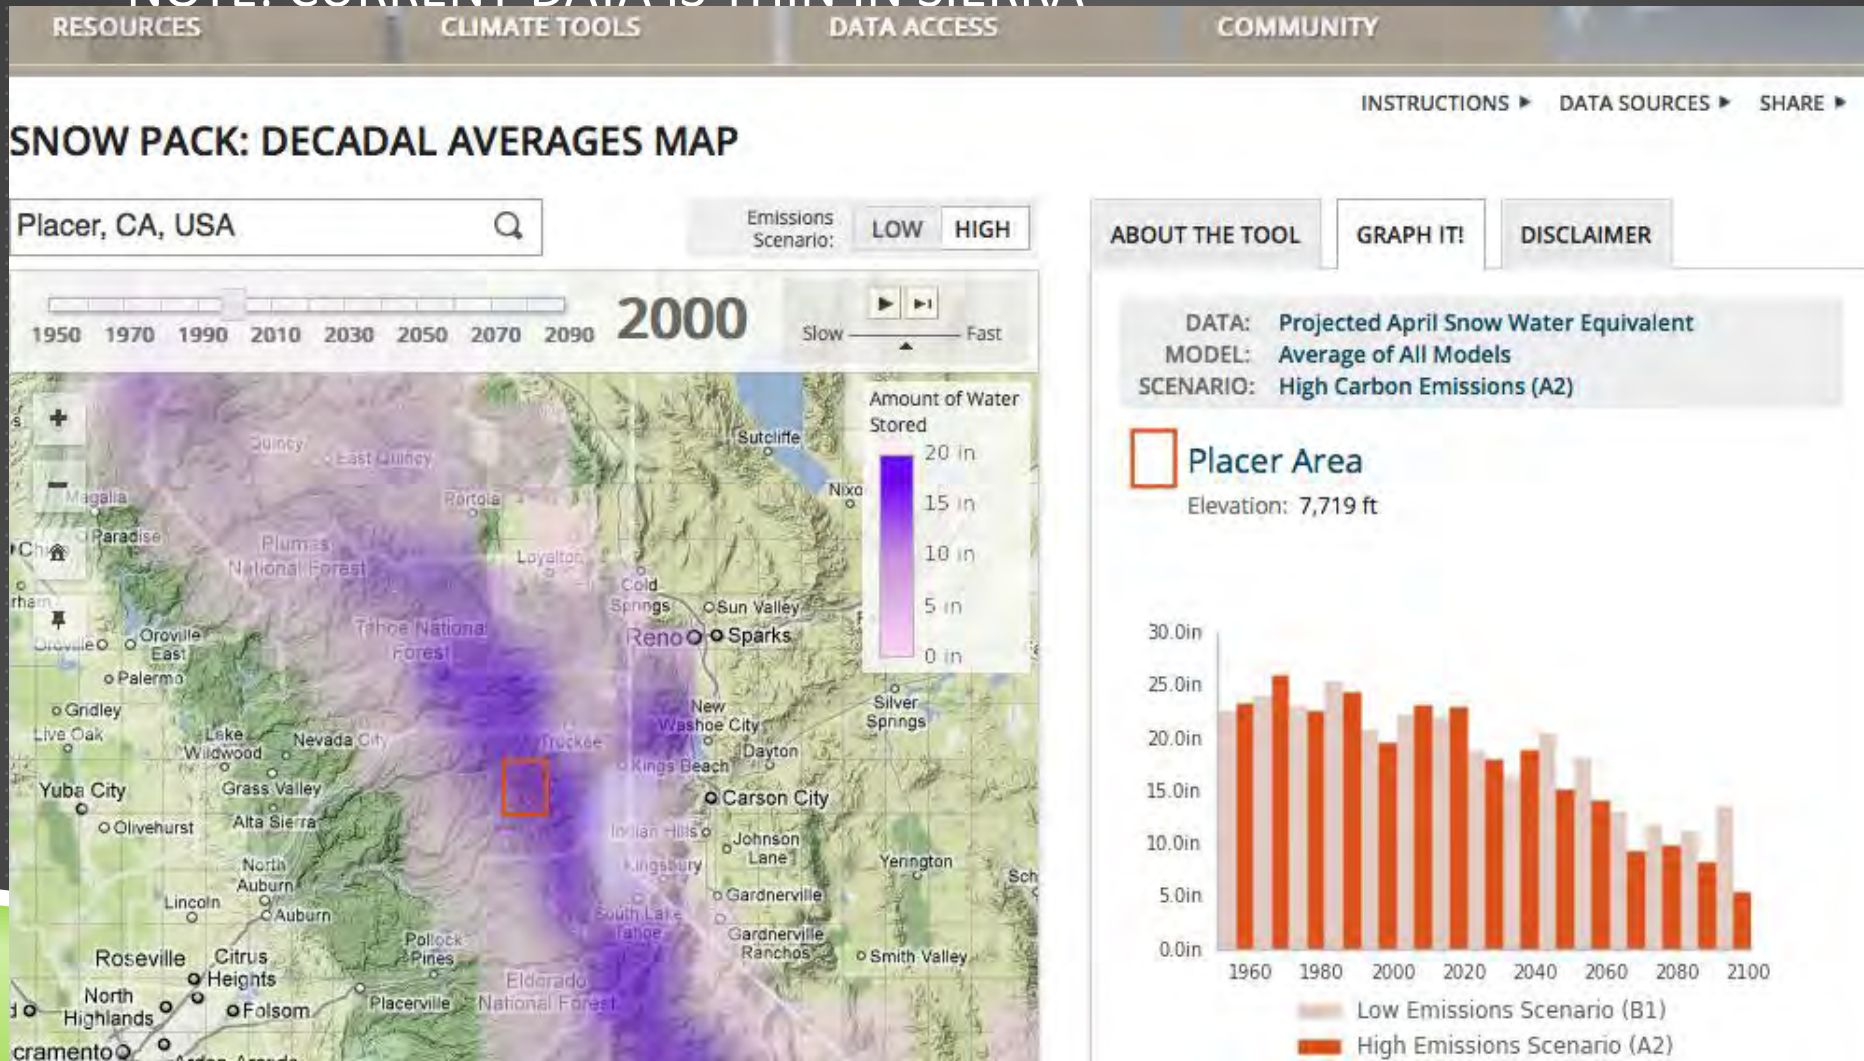 NOTE: CURRENT DATA IS THIN IN SIERRA
RESOURCES CLIMATE TOOLS DATA ACCESS COMMUNITY
INSTRUCTIONS DATA SOURCES SHARE
SNOW PACK: DECADAL AVERAGES MAP
Placer, CA, USA
Emissions
Scenario:
LOW HIGH
ABOUT THE TOOL GRAPH IT! DISCLAIMER
1950 1970 1990 2010 2030 2050 2070 2090
2000
Slow Fast
DATA: Projected April Snow Water Equivalent
MODEL: Average of All Models
SCENARIO: High Carbon Emissions (A2)
Placer Area
Elevation: 7,719 ft
Amount of Water
Stored
20 in
15 in
10 in
5 in
0 in
Quincy
East Quincy
Sutcliffe
Magalia
Portola
Paradise
Plumas
National Forest
Loyalton
Cold
Springs
Sun Valley
Tahoe National
Forest
Reno
Sparks
Oroville
Oroville
East
Palermo
Gridley
Live Oak
Lake
Wildwood
Nevada City
Truckee
New
Washoe City
Silver
Springs
Dayton
Kings Beach
Yuba City
Grass Valley
Carson City
Olivehurst
Alta Sierra
Indian Hills
Johnson
Lane
Yerington
Kingsbury
North
Auburn
Lincoln
Auburn
Gardnerville
South Lake
Tahoe
Gardnerville
Ranchos
Smith Valley
Pollock
Pines
Roseville
Citrus
Heights
Eldorado
National Forest
North
Highlands
Folsom
Placerville
cramento
30.0in
25.0in
20.0in
15.0in
10.0in
5.0in
0.0in
1960 1980 2000 2020 2040 2060 2080 2100
Low Emissions Scenario (B1)
High Emissions Scenario (A2)